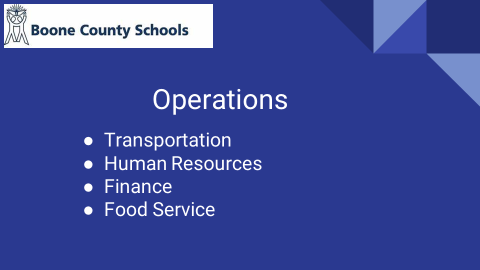 Boone County Schools
Operations
● Transportation
● Human Resources
● Finance
● Food Service